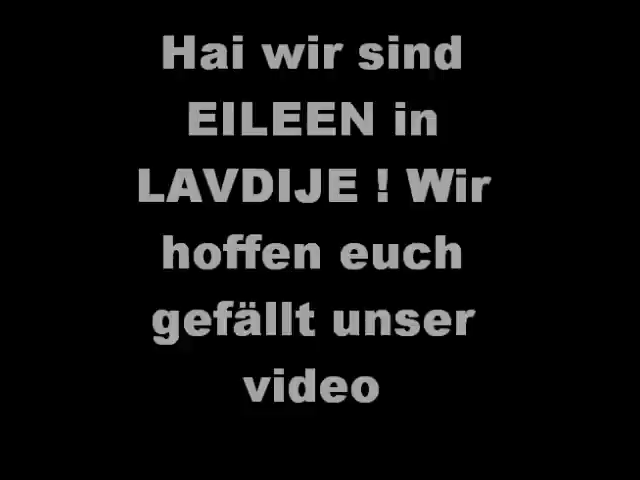 Hai wir sind
EILEEN in
LAVDIJE ! Wir
hoffen euch
gefällt unser
video